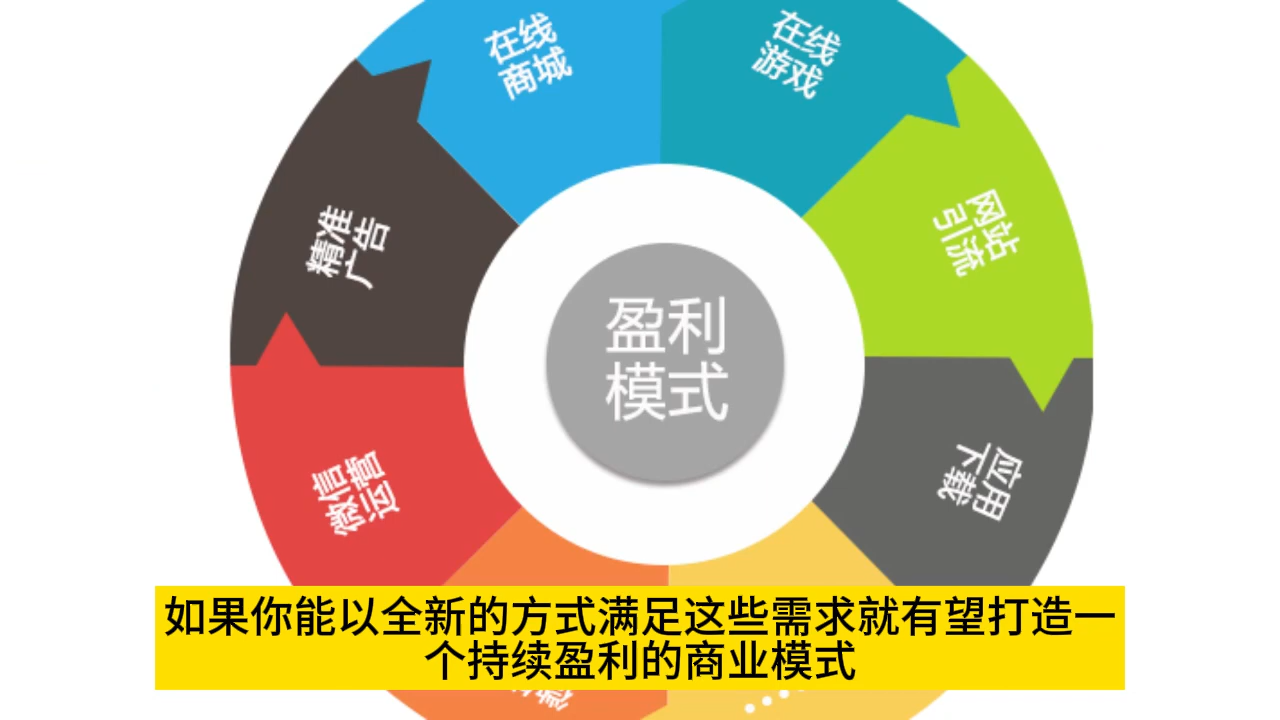 在线
商城
在线
游戏
精准
广告
网站
引流
盈利
模式
微信
运营
应用
下载
如果你能以全新的方式满足这些需求就有望打造一
个持续盈利的商业模式